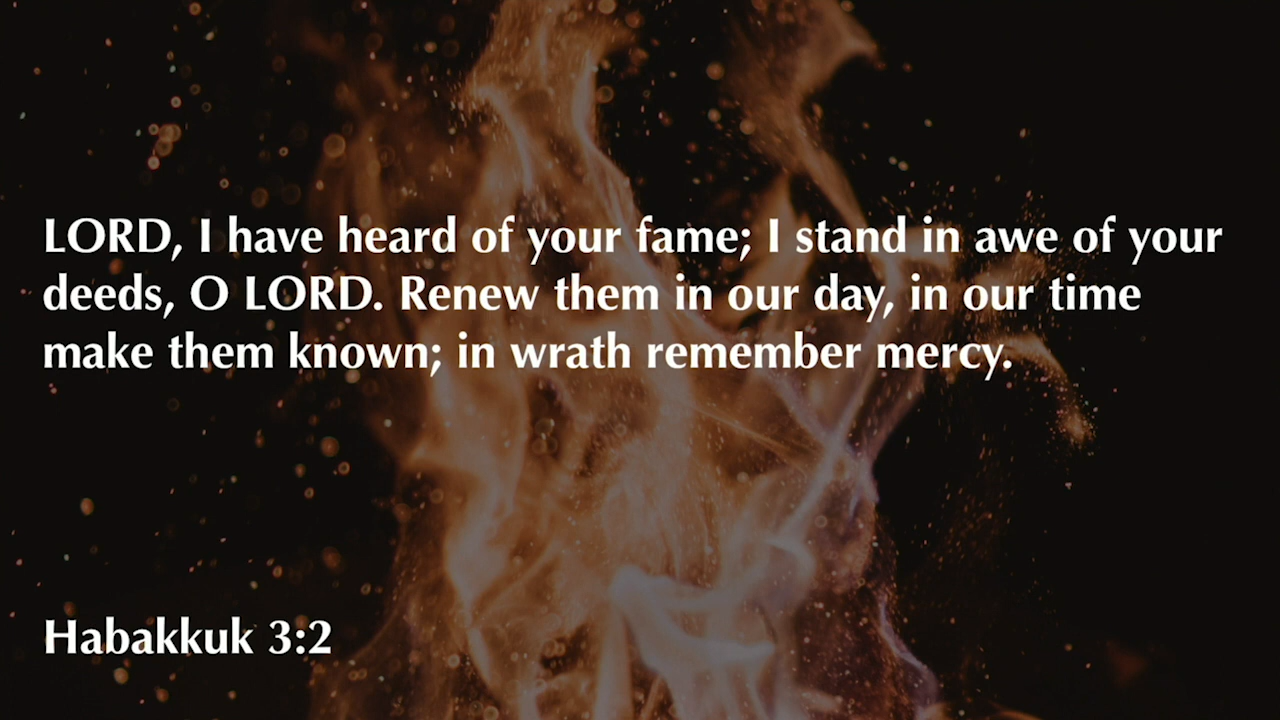 LORD, I have heard of your fame; I stand in awe of your
deeds, O LORD. Renew them in our day, in our time
make them known; in wrath remember mercy.
Habakkuk 3:2